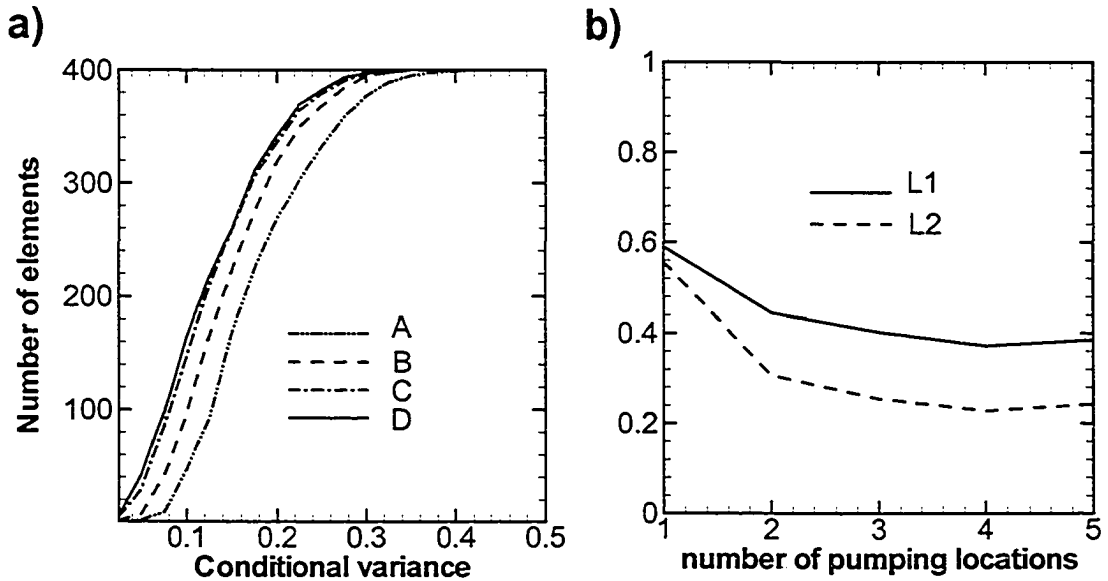 a)
400
300
200
100
Number of elements
A
B
C
D
0.1
0.2
0.3
0.4
0.5
Conditional variance
b)
1
0.8
0.6
0.4
0.2
0
L1
L2
1
2
3
4
5
number of pumping locations